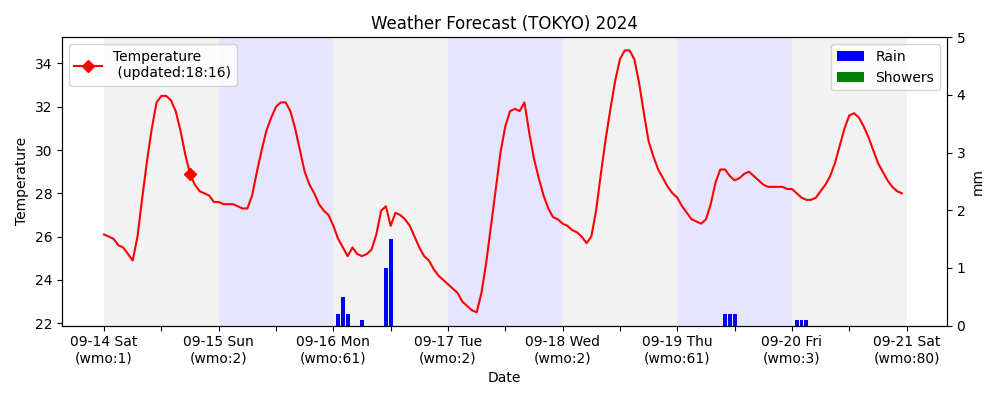 Weather Forecast (TOKYO) 2024
Temperature
(updated:18:16)
Rain
Showers
34
32
30
28
26
24
22
Temperature
5
4
3
2
1
0
mm
09-14 Sat
(wmo:1)
09-15 Sun
(wmo:2)
09-16 Mon
(wmo:61)
09-17 Tue
(wmo:2)
09-18 Wed
(wmo:2)
09-19 Thu
(wmo:61)
09-20 Fri
(wmo:3)
09-21 Sat
(wmo:80)
Date